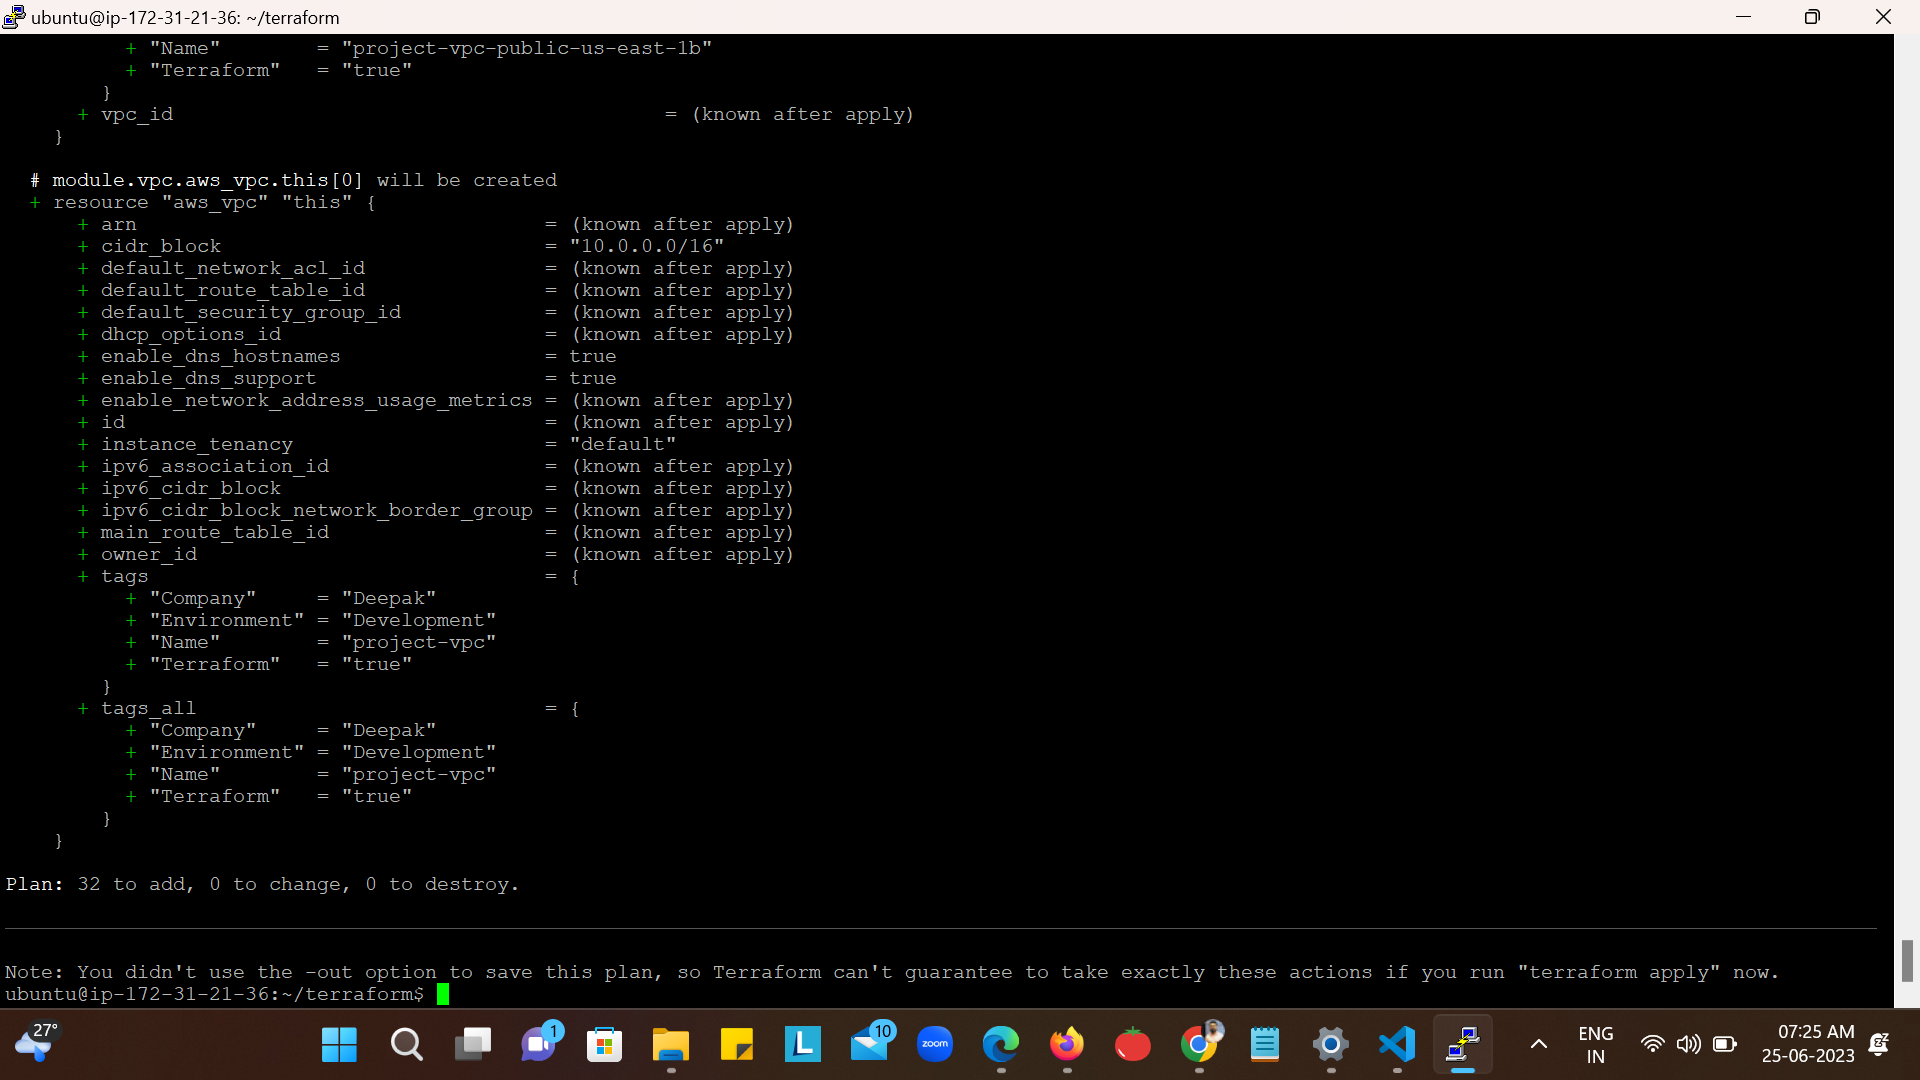 ubuntu@ip-172-31-21-36: ~/terraform
+ "Name"        = "project-vpc-public-us-east-1b"
+ "Terraform"   = "true"
}
+ vpc_id                                         = (known after apply)
}
# module.vpc.aws_vpc.this[0] will be created
+ resource "aws_vpc" "this" {
+ arn                                  = (known after apply)
+ cidr_block                           = "10.0.0.0/16"
+ default_network_acl_id               = (known after apply)
+ default_route_table_id               = (known after apply)
+ default_security_group_id            = (known after apply)
+ dhcp_options_id                      = (known after apply)
+ enable_dns_hostnames                 = true
+ enable_dns_support                   = true
+ enable_network_address_usage_metrics = (known after apply)
+ id                                   = (known after apply)
+ instance_tenancy                     = "default"
+ ipv6_association_id                  = (known after apply)
+ ipv6_cidr_block                      = (known after apply)
+ ipv6_cidr_block_network_border_group = (known after apply)
+ main_route_table_id                  = (known after apply)
+ owner_id                             = (known after apply)
+ tags                                 = {
+ "Company"     = "Deepak"
+ "Environment" = "Development"
+ "Name"        = "project-vpc"
+ "Terraform"   = "true"
}
+ tags_all                             = {
+ "Company"     = "Deepak"
+ "Environment" = "Development"
+ "Name"        = "project-vpc"
+ "Terraform"   = "true"
}
}
Plan: 32 to add, 0 to change, 0 to destroy.
Note: You didn't use the -out option to save this plan, so Terraform can't guarantee to take exactly these actions if you run "terraform apply" now.
ubuntu@ip-172-31-21-36:~/terraform$
27°
1
L
10
zoom
ENG
IN
07:25 AM
25-06-2023